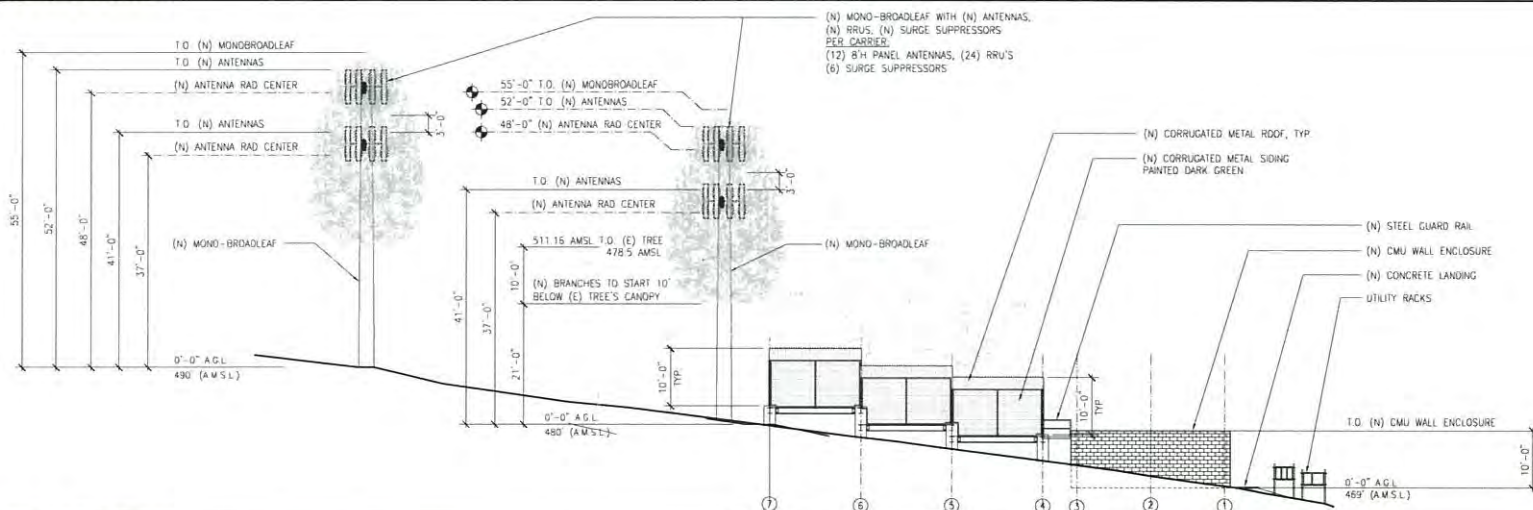 (N) MONO-BROADLEAF WITH (N) ANTENNAS,
(N) RRUS, (N) SURGE SUPPRESSORS
PER CARRIER:
(12) 8'H PANEL ANTENNAS, (24) RRU'S
(6) SURGE SUPPRESSORS
T.O. (N) MONOBROADLEAF
T.O. (N) ANTENNAS
(N) ANTENNA RAD CENTER
T.O. (N) ANTENNAS
(N) ANTENNA RAD CENTER
3'-0"
55'-0"
52'-0"
48'-0"
41'-0"
37'-0"
(N) MONO-BROADLEAF
0'-0" A.G.L.
490' (A.M.S.L.)
55'-0" T.O. (N) MONOBROADLEAF
52'-0" T.O. (N) ANTENNAS
48'-0" (N) ANTENNA RAD CENTER
T.O. (N) ANTENNAS
(N) ANTENNA RAD CENTER
3'-0"
511.16 AMSL T.O. (E) TREE
478.5 AMSL
(N) BRANCHES TO START 10'
BELOW (E) TREE'S CANOPY
10'-0"
41'-0"
37'-0"
21'-0"
(N) MONO-BROADLEAF
0'-0" A.G.L.
480' (A.M.S.L.)
(N) CORRUGATED METAL ROOF, TYP.
(N) CORRUGATED METAL SIDING
PAINTED DARK GREEN
(N) STEEL GUARD RAIL
(N) CMU WALL ENCLOSURE
(N) CONCRETE LANDING
UTILITY RACKS
10'-0"
TYP.
10'-0"
TYP.
T.O. (N) CMU WALL ENCLOSURE
10'-0"
0'-0" A.G.L.
469' (A.M.S.L.)
7 6 5 4 3 2 1